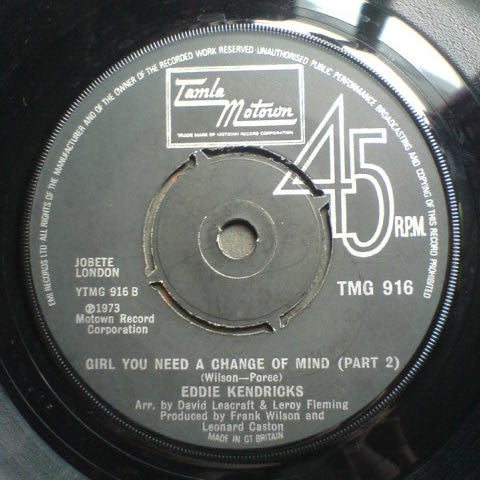 EMI RECORDS LTD ALL RIGHTS OF THE MANUFACTURER AND OF THE OWNER OF THE RECORDED WORK RESERVED·UNAUTHORISED PUBLIC PERFORMANCE BROADCASTING AND COPYING OF THIS RECORD PROHIBITED
Tamla
Motown
TRADE MARK OF MOTOWN RECORD CORPORATION
45
R.P.M.
JOBETE
LONDON
TMG 916
YTMG 916 B
℗1973
Motown Record
Corporation
GIRL YOU NEED A CHANGE OF MIND (PART 2)
(Wilson—Poree)
EDDIE KENDRICKS
Arr. by David Leacraft & Leroy Fleming
Produced by Frank Wilson and
Leonard Caston
MADE IN GT BRITAIN